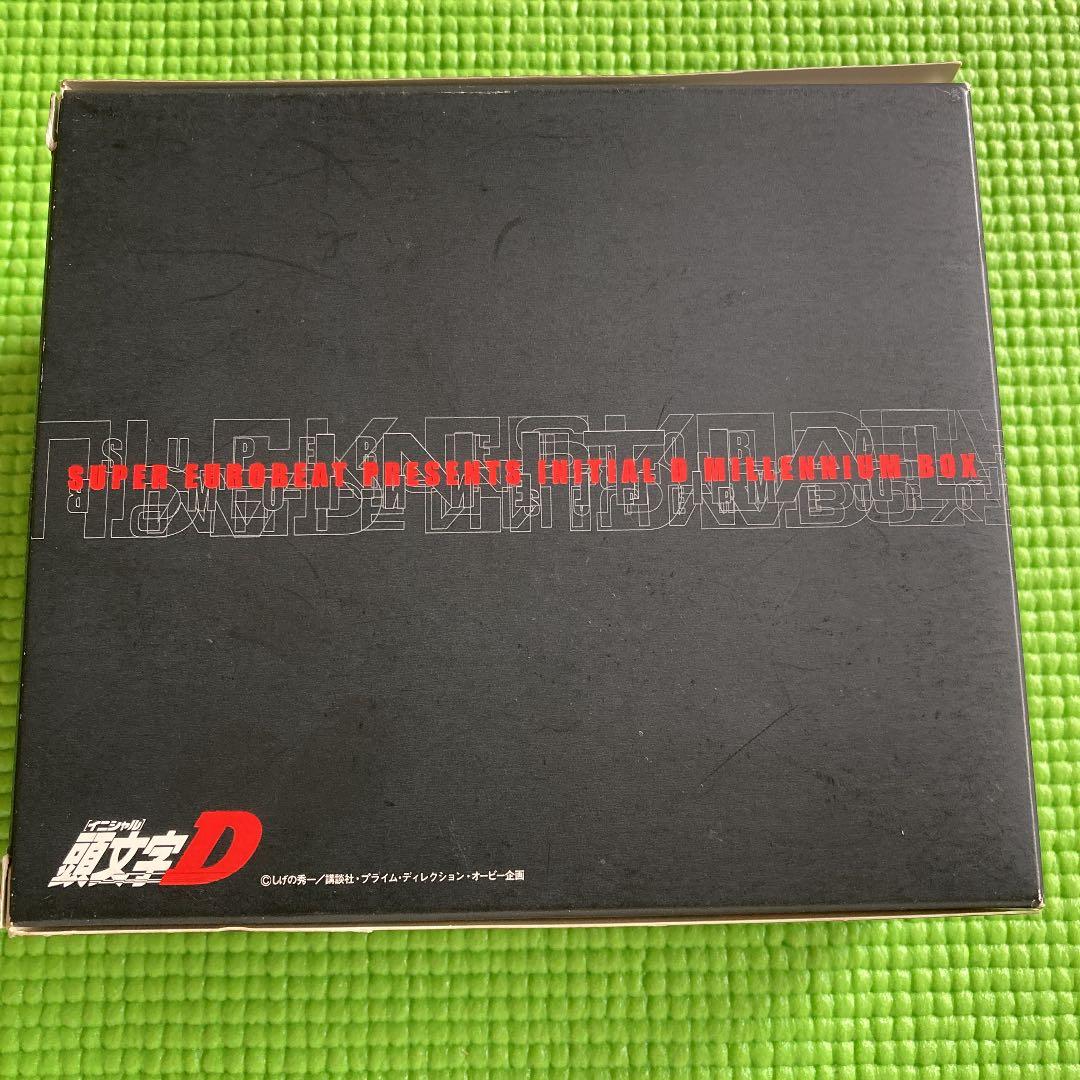 SUPER EUROBEAT PRESENTS INITIAL D MILLENNIUM BOX
[イニシャル]
頭文字D
©しげの秀一/講談社・プライム・ディレクション・オービー企画